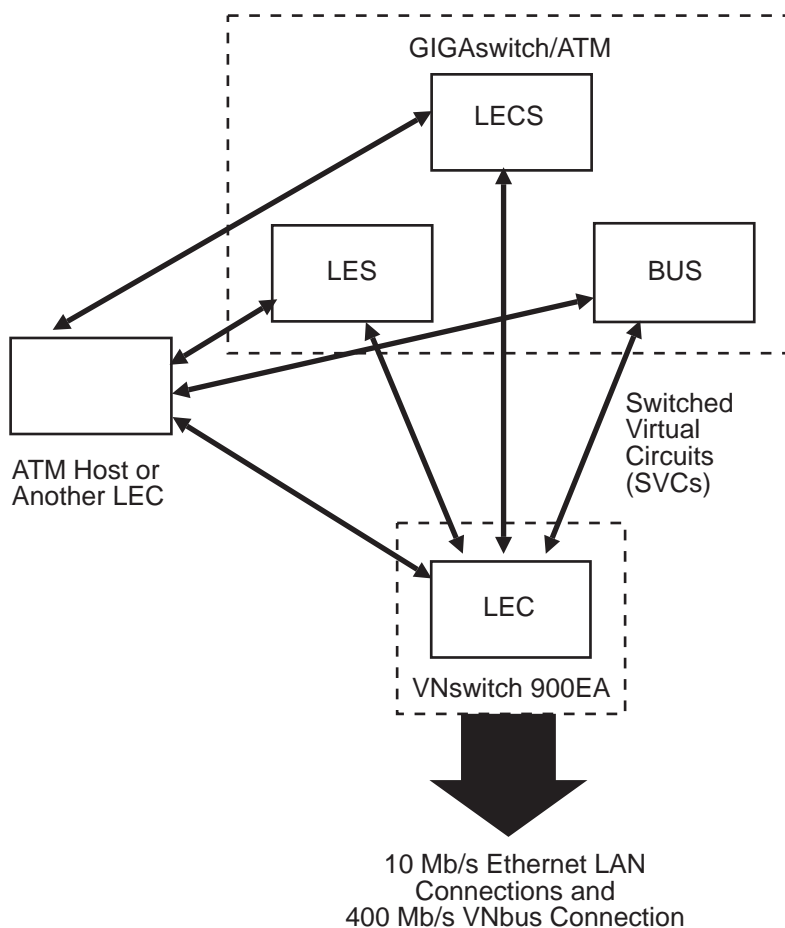 GIGAswitch/ATM
LECS
LES
BUS
Switched
Virtual
Circuits
(SVCs)
ATM Host or
Another LEC
LEC
VNswitch 900EA
10 Mb/s Ethernet LAN
Connections and
400 Mb/s VNbus Connection